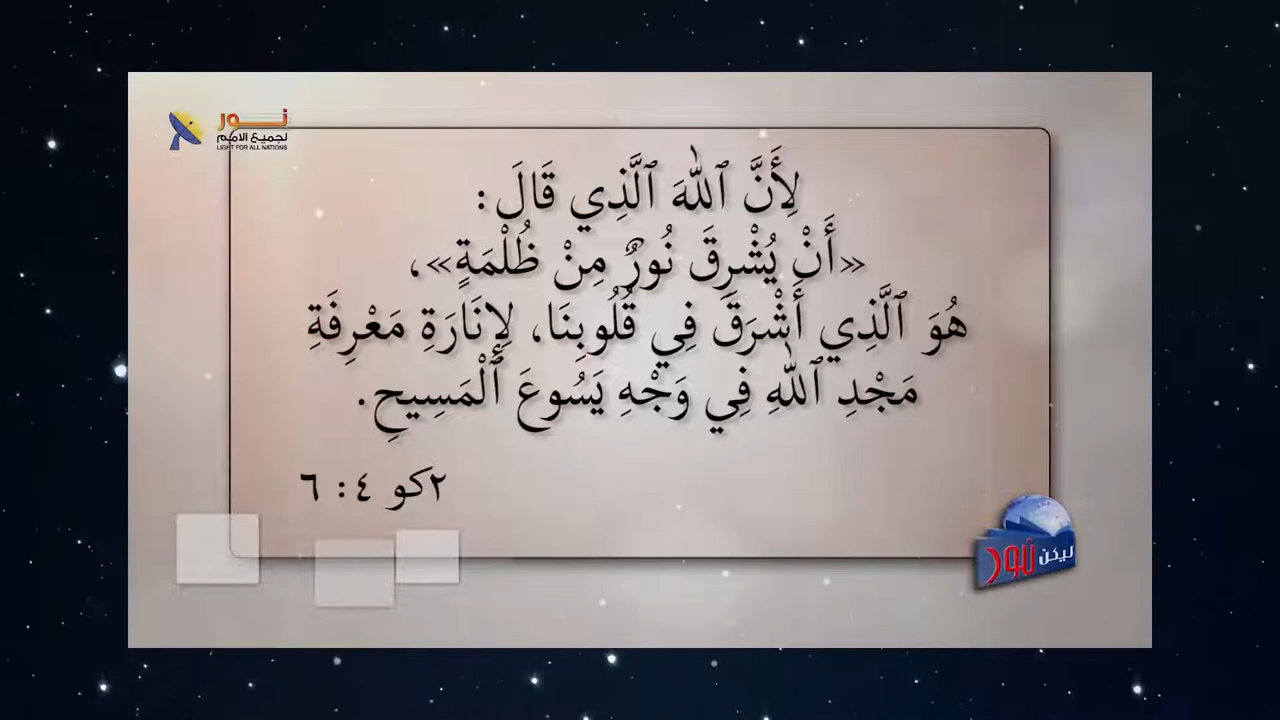 نور
لجميع الامم
LIGHT FOR ALL NATIONS
لِأَنَّ ٱللهَ ٱلَّذِي قَالَ:
«أَنْ يُشْرِقَ نُورٌ مِنْ ظُلْمَةٍ»،
هُوَ ٱلَّذِي أَشْرَقَ فِي قُلُوبِنَا، لِإِنَارَةِ مَعْرِفَةِ
مَجْدِ ٱللهِ فِي وَجْهِ يَسُوعَ ٱلْمَسِيحِ.
٢كو ٤: ٦
ليكن نور